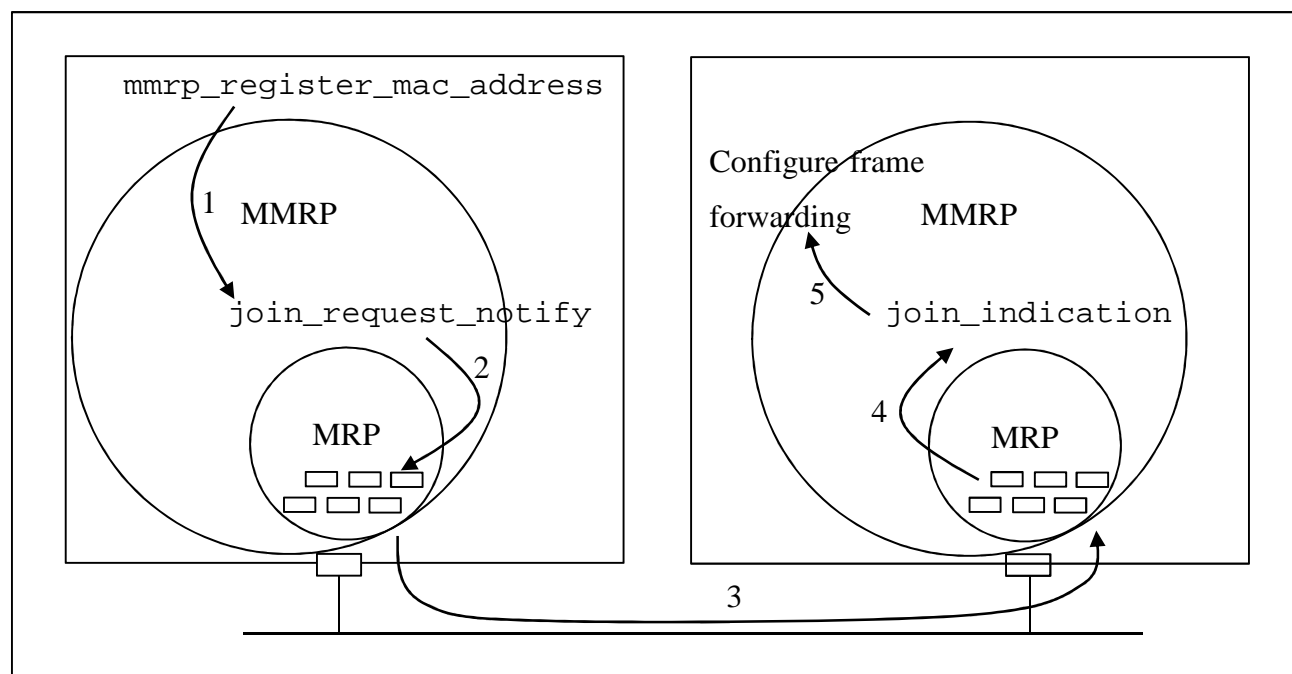 mmrp_register_mac_address
1
MMRP
join_request_notify
2
MRP
3
Configure frame
forwarding
MMRP
5
join_indication
4
MRP